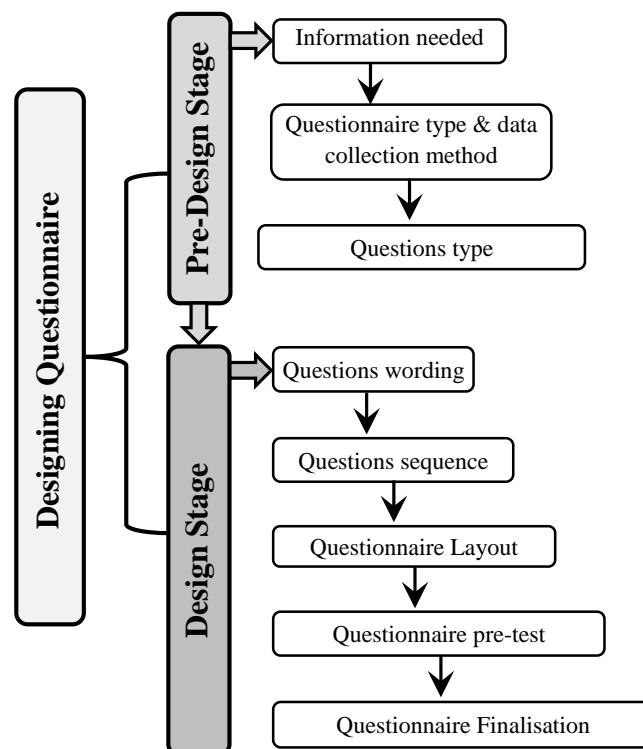 Designing Questionnaire
Pre-Design Stage
Information needed
Questionnaire type & data
collection method
Questions type
Design Stage
Questions wording
Questions sequence
Questionnaire Layout
Questionnaire pre-test
Questionnaire Finalisation